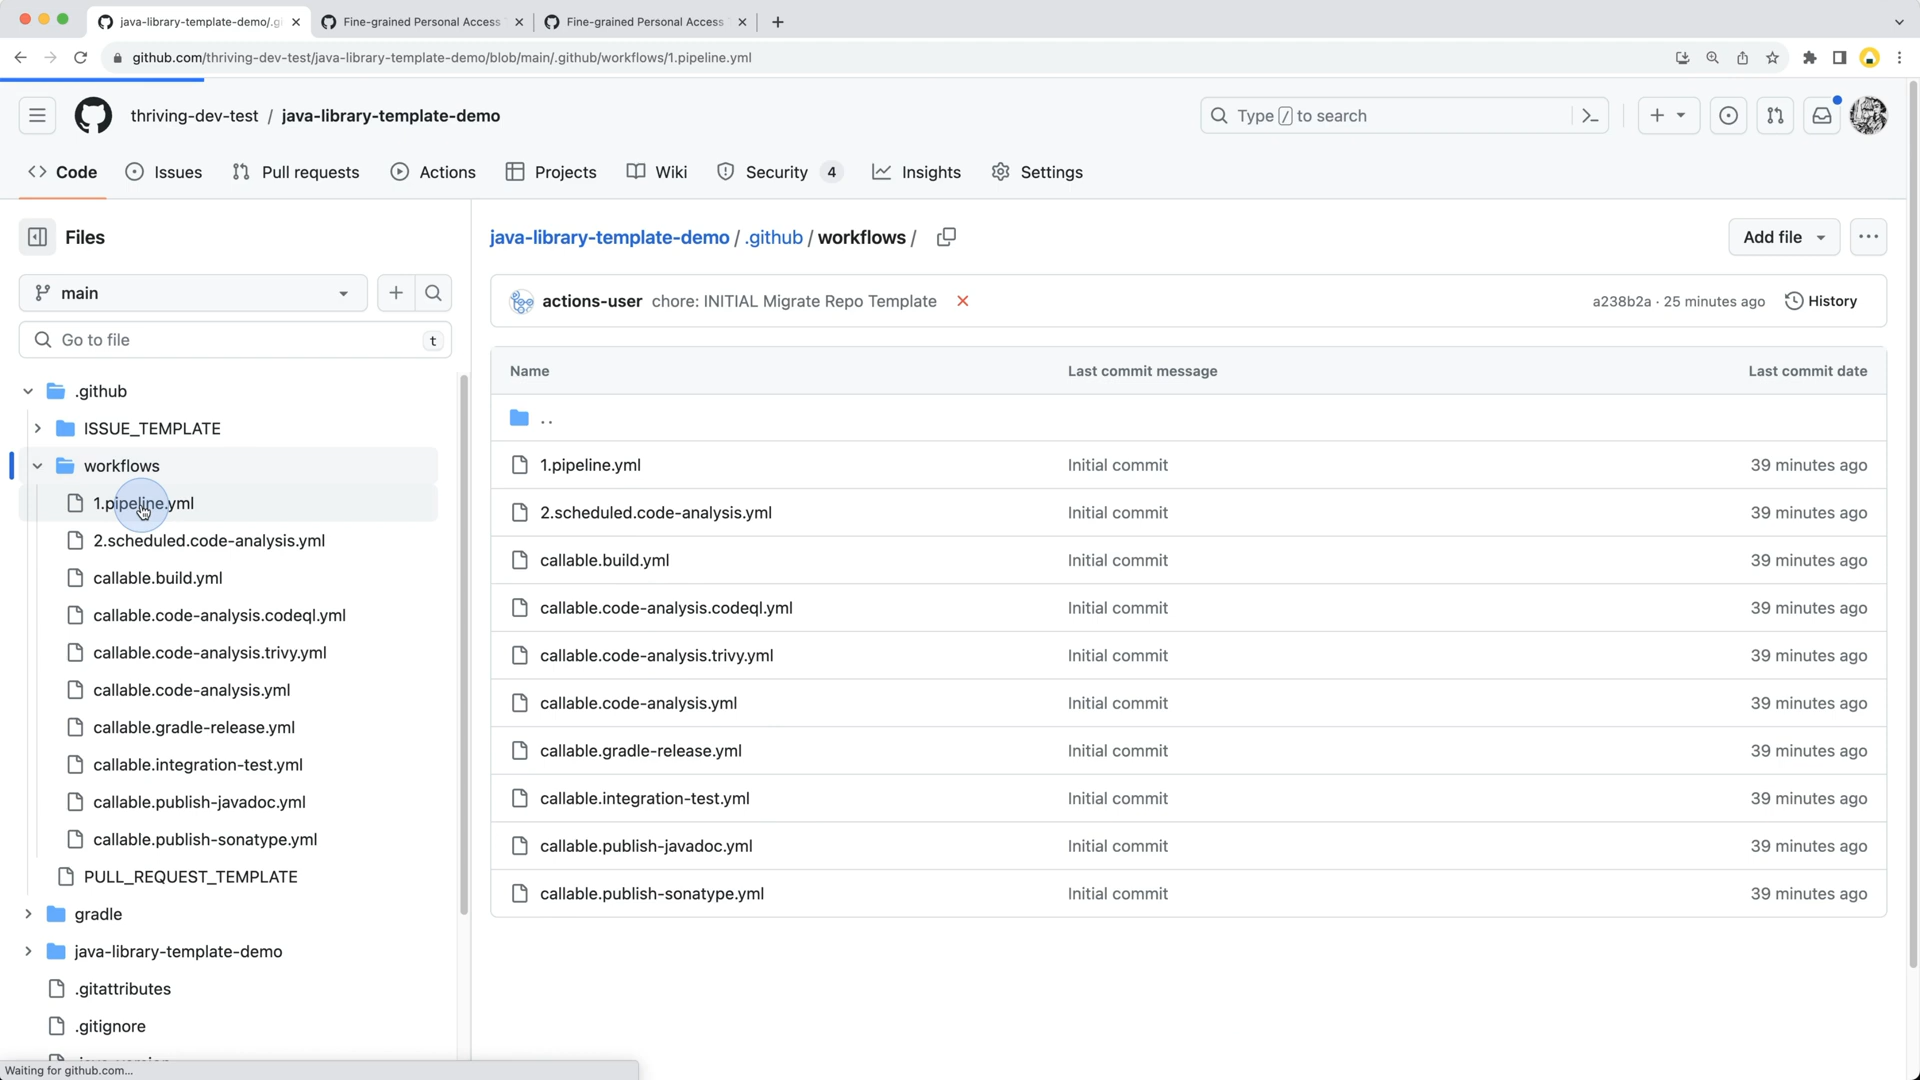 java-library-template-demo/.gi
Fine-grained Personal Access
Fine-grained Personal Access
github.com/thriving-dev-test/java-library-template-demo/blob/main/.github/workflows/1.pipeline.yml
thriving-dev-test / java-library-template-demo
Type / to search
Code
Issues
Pull requests
Actions
Projects
Wiki
Security 4
Insights
Settings
Files
main
Go to file
t
.github
ISSUE_TEMPLATE
workflows
1.pipeline.yml
2.scheduled.code-analysis.yml
callable.build.yml
callable.code-analysis.codeql.yml
callable.code-analysis.trivy.yml
callable.code-analysis.yml
callable.gradle-release.yml
callable.integration-test.yml
callable.publish-javadoc.yml
callable.publish-sonatype.yml
PULL_REQUEST_TEMPLATE
gradle
java-library-template-demo
.gitattributes
.gitignore
Waiting for github.com...
java-library-template-demo / .github / workflows /
Add file
actions-user chore: INITIAL Migrate Repo Template
a238b2a · 25 minutes ago
History
Name Last commit message Last commit date
..
1.pipeline.yml Initial commit 39 minutes ago
2.scheduled.code-analysis.yml Initial commit 39 minutes ago
callable.build.yml Initial commit 39 minutes ago
callable.code-analysis.codeql.yml Initial commit 39 minutes ago
callable.code-analysis.trivy.yml Initial commit 39 minutes ago
callable.code-analysis.yml Initial commit 39 minutes ago
callable.gradle-release.yml Initial commit 39 minutes ago
callable.integration-test.yml Initial commit 39 minutes ago
callable.publish-javadoc.yml Initial commit 39 minutes ago
callable.publish-sonatype.yml Initial commit 39 minutes ago